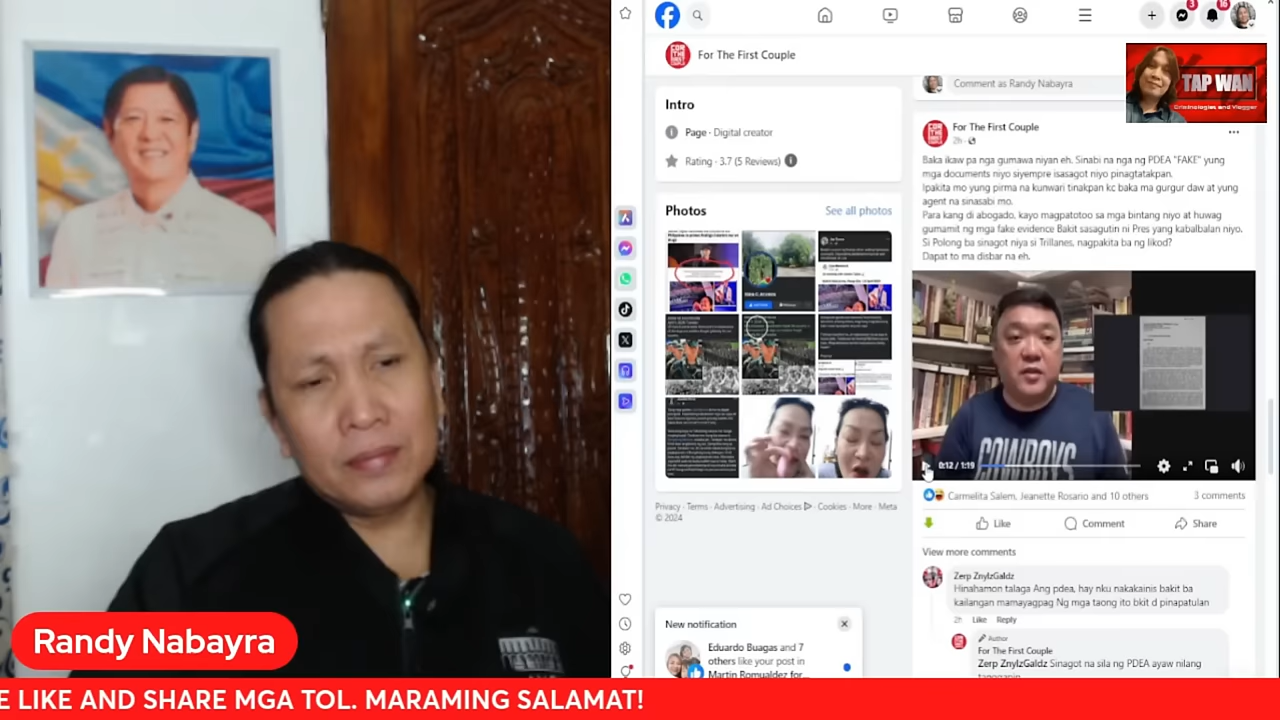 Randy Nabayra
E LIKE AND SHARE MGA TOL. MARAMING SALAMAT!
For The First Couple
3
16
TAP WAN
Criminologist and Vlogger
Intro
Page · Digital creator
Rating · 3.7 (5 Reviews)
Photos
See all photos
Privacy · Terms · Advertising · Ad Choices · Cookies · More · Meta
© 2024
New notification
Eduardo Buagas and 7
others like your post in
Martin Romualdez for...
Comment as Randy Nabayra
For The First Couple
2h
Baka ikaw pa nga gumawa niyan eh. Sinabi na nga ng PDEA "FAKE" yung
mga documents niyo siyempre isasagot niyo pinagtatakpan.
Ipakita mo yung pirma na kunwari tinakpan kc baka ma gurgur daw at yung
agent na sinasabi mo.
Para kang di abogado, kayo magpatotoo sa mga bintang niyo at huwag
gumamit ng mga fake evidence Bakit sasagutin ni Pres yang kabalbalan niyo.
Si Polong ba sinagot niya si Trillanes, nagpakita ba ng likod?
Dapat to ma disbar na eh.
COWBOYS
0:12 / 1:19
Carmelita Salem, Jeanette Rosario and 10 others
3 comments
Like
Comment
Share
View more comments
Zerp ZnylzGaldz
Hinahamon talaga Ang pdea, hay nku nakakainis bakit ba
kailangan mamayagpag Ng mga taong ito bkit d pinapatulan
2h Like Reply
Author
For The First Couple
Zerp ZnylzGaldz Sinagot na sila ng PDEA ayaw nilang